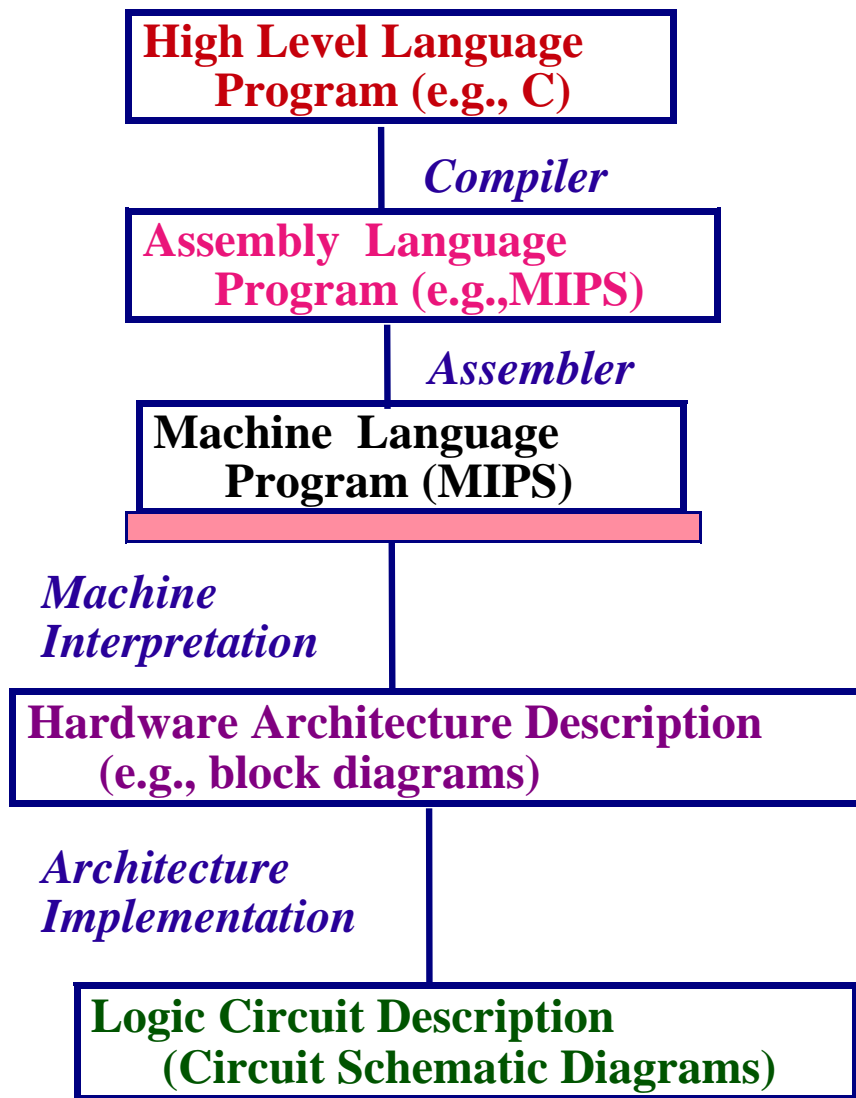 High Level Language
Program (e.g., C)
Compiler
Assembly Language
Program (e.g.,MIPS)
Assembler
Machine Language
Program (MIPS)
Machine
Interpretation
Hardware Architecture Description
(e.g., block diagrams)
Architecture
Implementation
Logic Circuit Description
(Circuit Schematic Diagrams)